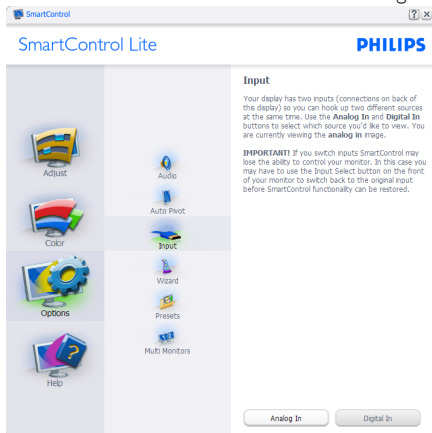 SmartControl
SmartControl Lite
PHILIPS
Adjust
Color
Options
Help
Audio
Auto Pivot
Input
Wizard
Presets
Multi Monitors
Input
Your display has two inputs (connections on back of
this display) so you can hook up two different sources
at the same time. Use the Analog In and Digital In
buttons to select which source you'd like to view. You
are currently viewing the analog in image.
IMPORTANT! If you switch inputs SmartControl may
lose the ability to control your monitor. In this case you
may have to use the Input Select button on the front
of your monitor to switch back to the original input
before SmartControl functionality can be restored.
Analog In
Digital In